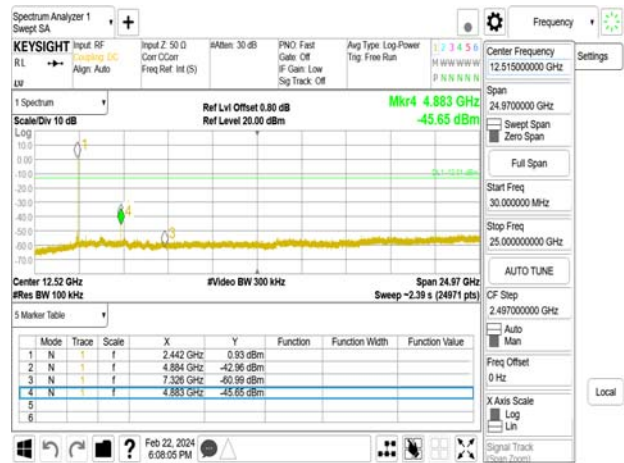 Spectrum Analyzer 1
Swept SA
Frequency
Settings
KEYSIGHT
RL
Input: RF
Coupling: DC
Align: Auto
Input Z: 50 Ω
Corr CCorr
Freq Ref: Int (S)
#Atten: 30 dB
PNO: Fast
Gate: Off
IF Gain: Low
Sig Track: Off
Avg Type: Log-Power
Trig: Free Run
1 2 3 4 5 6
M W W W W W
P N N N N N
1 Spectrum
Scale/Div 10 dB
Ref Lvl Offset 0.80 dB
Ref Level 20.00 dBm
Mkr4 4.883 GHz
-45.65 dBm
Log
10.0
0.00
-10.0
-20.0
-30.0
-40.0
-50.0
-60.0
-70.0
1
4
3
Center 12.52 GHz
#Res BW 100 kHz
#Video BW 300 kHz
Span 24.97 GHz
Sweep ~2.39 s (24971 pts)
5 Marker Table
Mode Trace Scale X Y Function Function Width Function Value
1 N 1 f 2.442 GHz 0.93 dBm
2 N 1 f 4.884 GHz -42.96 dBm
3 N 1 f 7.326 GHz -60.99 dBm
4 N 1 f 4.883 GHz -45.65 dBm
5
6
Feb 22, 2024
6:08:05 PM
Center Frequency
12.515000000 GHz
Span
24.9700000 GHz
Swept Span
Zero Span
Full Span
Start Freq
30.000000 MHz
Stop Freq
25.000000000 GHz
AUTO TUNE
CF Step
2.497000000 GHz
Auto
Man
Freq Offset
0 Hz
X Axis Scale
Log
Lin
Signal Track
(Span Zoom)
Local